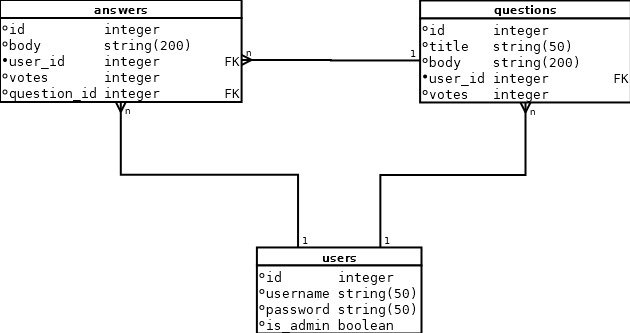 answers
id integer
body string(200)
user_id integer FK
votes integer
question_id integer FK
n
1
questions
id integer
title string(50)
body string(200)
user_id integer FK
votes integer
n
n
1
1
users
id integer
username string(50)
password string(50)
is_admin boolean